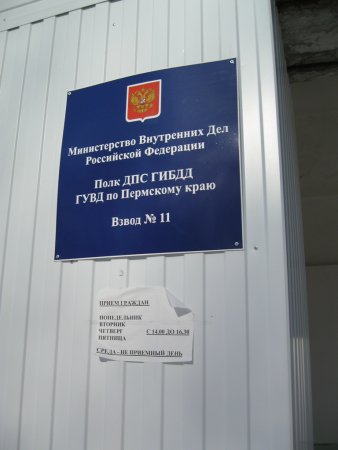 Министерство Внутренних Дел
Российской Федерации
Полк ДПС ГИБДД
ГУВД по Пермскому краю
Взвод № 11
ПРИЕМ ГРАЖДАН
ПОНЕДЕЛЬНИК
ВТОРНИК
ЧЕТВЕРГ С 14.00 ДО 16.30
ПЯТНИЦА
СРЕДА - НЕ ПРИЕМНЫЙ ДЕНЬ